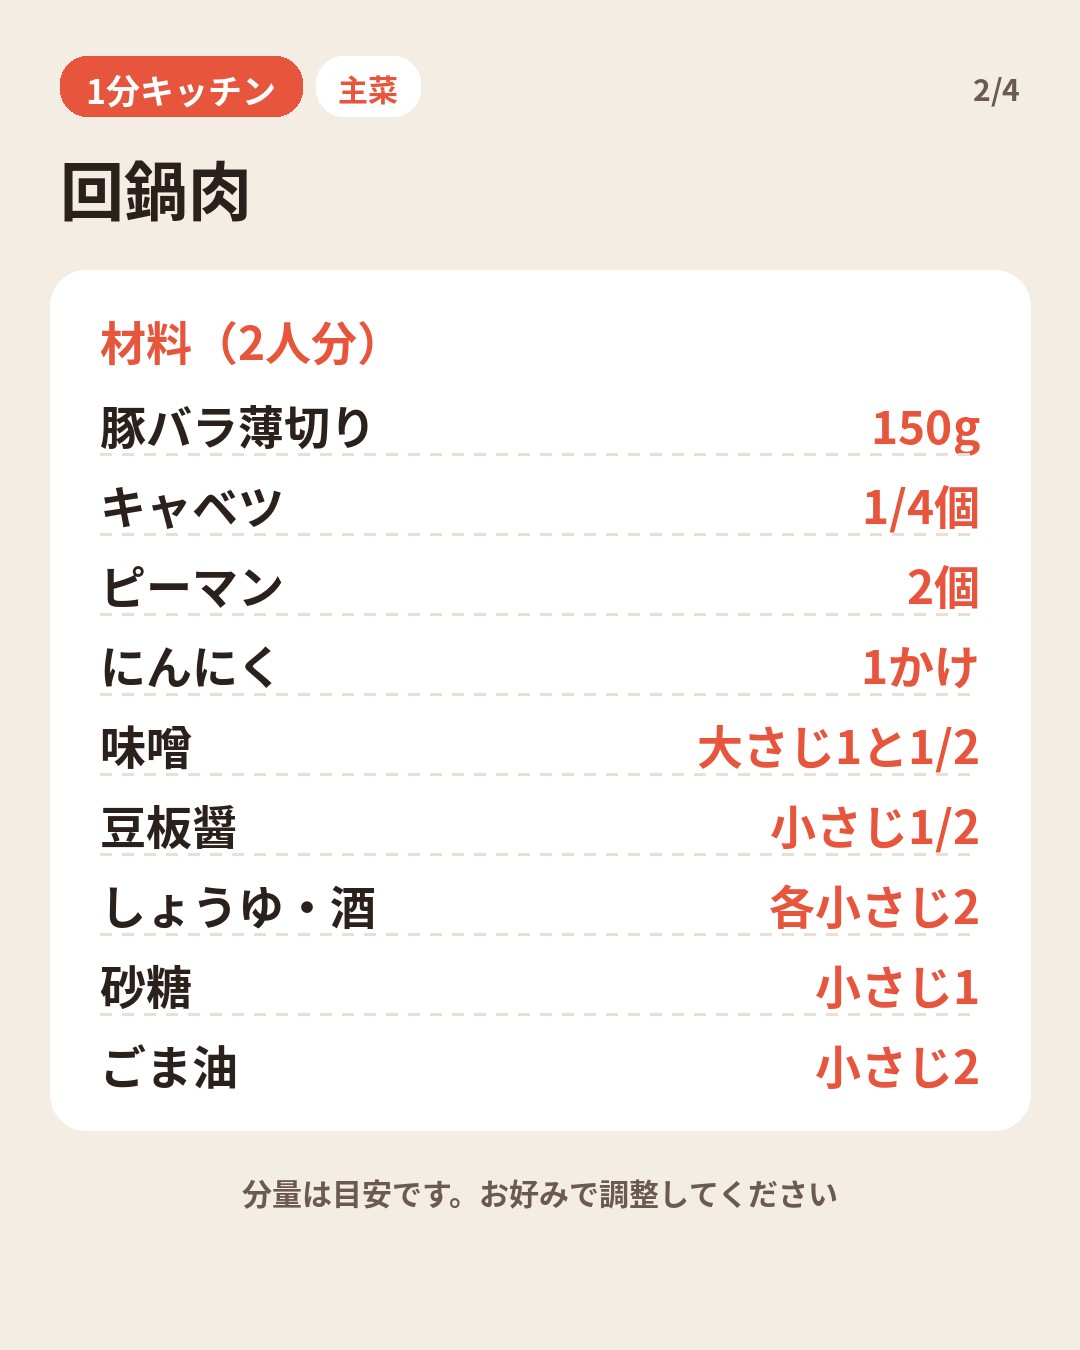 1分キッチン 主菜 2/4
回鍋肉
材料（2人分）
豚バラ薄切り 150g
キャベツ 1/4個
ピーマン 2個
にんにく 1かけ
味噌 大さじ1と1/2
豆板醤 小さじ1/2
しょうゆ・酒 各小さじ2
砂糖 小さじ1
ごま油 小さじ2
分量は目安です。お好みで調整してください